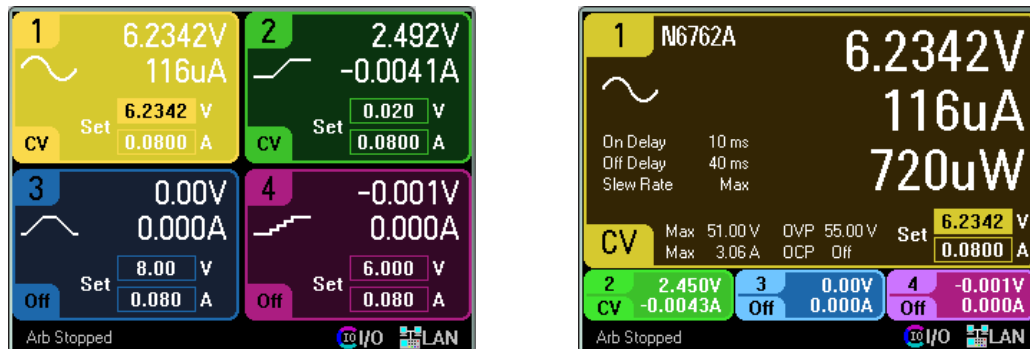 1 6.2342V
116uA
Set 6.2342 V
CV 0.0800 A
2 2.492V
-0.0041A
Set 0.020 V
CV 0.0800 A
3 0.00V
0.000A
Set 8.00 V
Off 0.080 A
4 -0.001V
0.000A
Set 6.000 V
Off 0.080 A
Arb Stopped IO I/O LAN
1 N6762A 6.2342V
116uA
720uW
On Delay 10 ms
Off Delay 40 ms
Slew Rate Max
CV Max 51.00 V OVP 55.00 V Set 6.2342 V
Max 3.06 A OCP Off 0.0800 A
2 2.450V
CV -0.0043A
3 0.00V
Off 0.000A
4 -0.001V
Off 0.000A
Arb Stopped IO I/O LAN